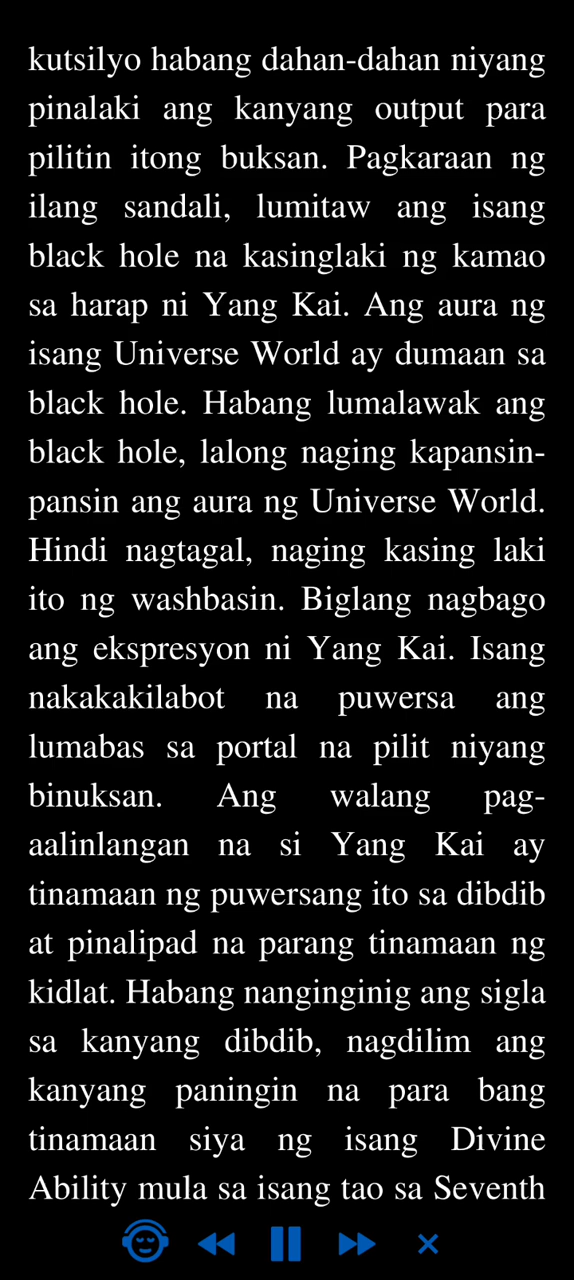 kutsilyo habang dahan-dahan niyang
pinalaki ang kanyang output para
pilitin itong buksan. Pagkaraan ng
ilang sandali, lumitaw ang isang
black hole na kasinglaki ng kamao
sa harap ni Yang Kai. Ang aura ng
isang Universe World ay dumaan sa
black hole. Habang lumalawak ang
black hole, lalong naging kapansin-
pansin ang aura ng Universe World.
Hindi nagtagal, naging kasing laki
ito ng washbasin. Biglang nagbago
ang ekspresyon ni Yang Kai. Isang
nakakakilabot na puwersa ang
lumabas sa portal na pilit niyang
binuksan. Ang walang pag-
aalinlangan na si Yang Kai ay
tinamaan ng puwersang ito sa dibdib
at pinalipad na parang tinamaan ng
kidlat. Habang nanginginig ang sigla
sa kanyang dibdib, nagdilim ang
kanyang paningin na para bang
tinamaan siya ng isang Divine
Ability mula sa isang tao sa Seventh